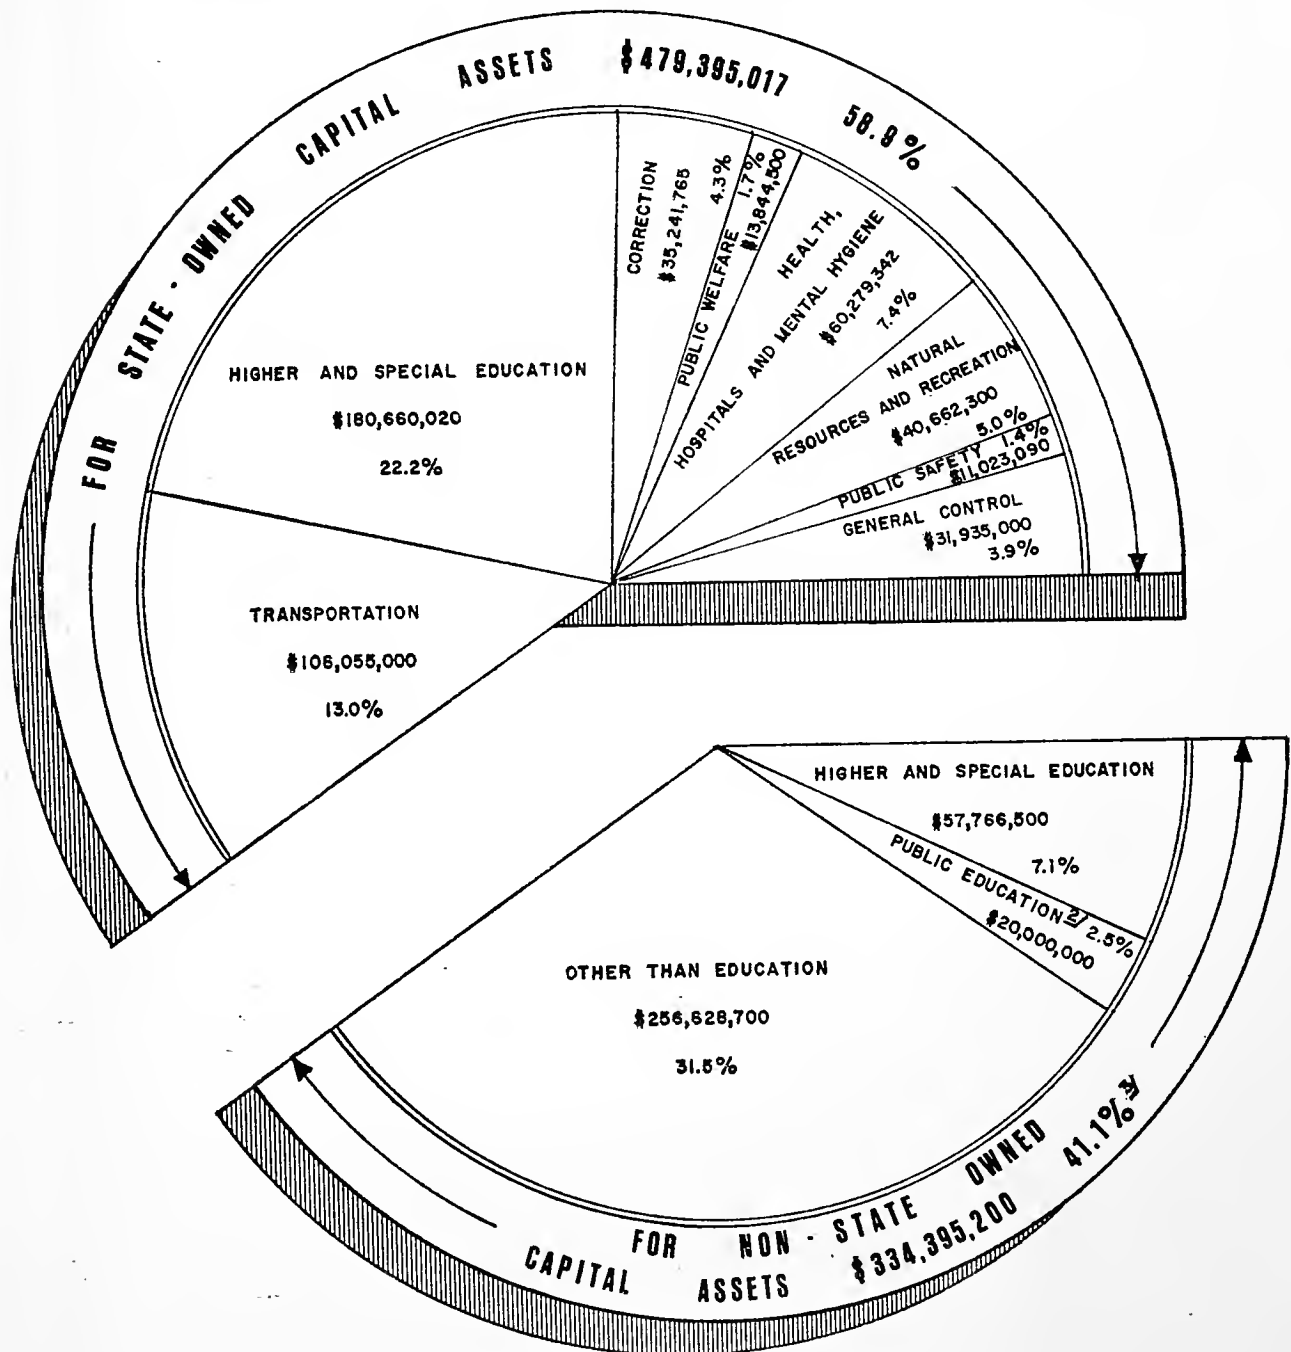 FOR STATE - OWNED CAPITAL ASSETS $479,395,017 58.9%
HIGHER AND SPECIAL EDUCATION
$180,660,020
22.2%
TRANSPORTATION
$106,055,000
13.0%
CORRECTION
$35,241,765
4.3%
PUBLIC WELFARE 1.7%
$13,844,500
HEALTH,
HOSPITALS AND MENTAL HYGIENE
$60,279,342
7.4%
NATURAL
RESOURCES AND RECREATION
$40,662,300
5.0%
PUBLIC SAFETY 1.4%
$11,023,090
GENERAL CONTROL
$31,935,000
3.9%
HIGHER AND SPECIAL EDUCATION
$57,766,500
7.1%
PUBLIC EDUCATION 2/ 2.5%
$20,000,000
OTHER THAN EDUCATION
$256,628,700
31.5%
FOR NON - STATE OWNED
CAPITAL ASSETS $334,395,200 41.1%